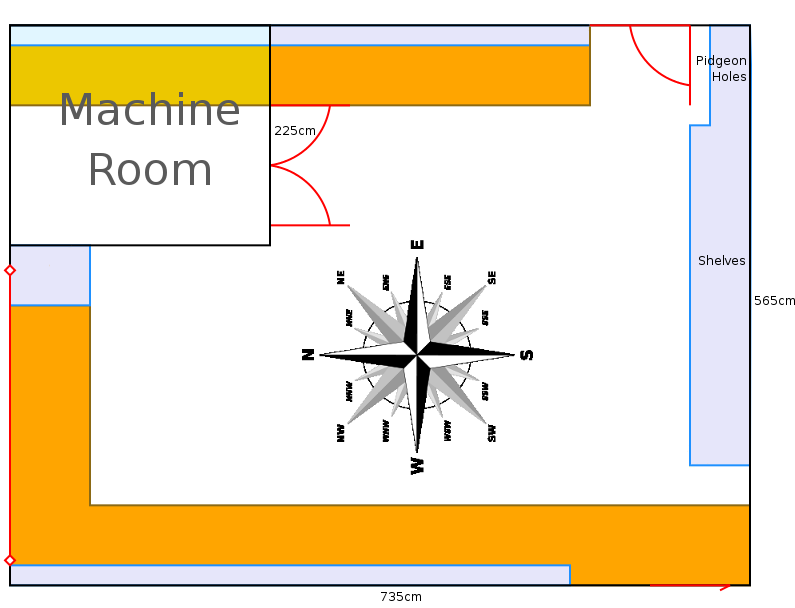 Pidgeon
Holes
Machine
Room
225cm
E
NE
ENE
ESE
SE
NNE
SSE
N
S
Shelves
565cm
NNW
SSW
NW
WNW
WSW
SW
W
735cm